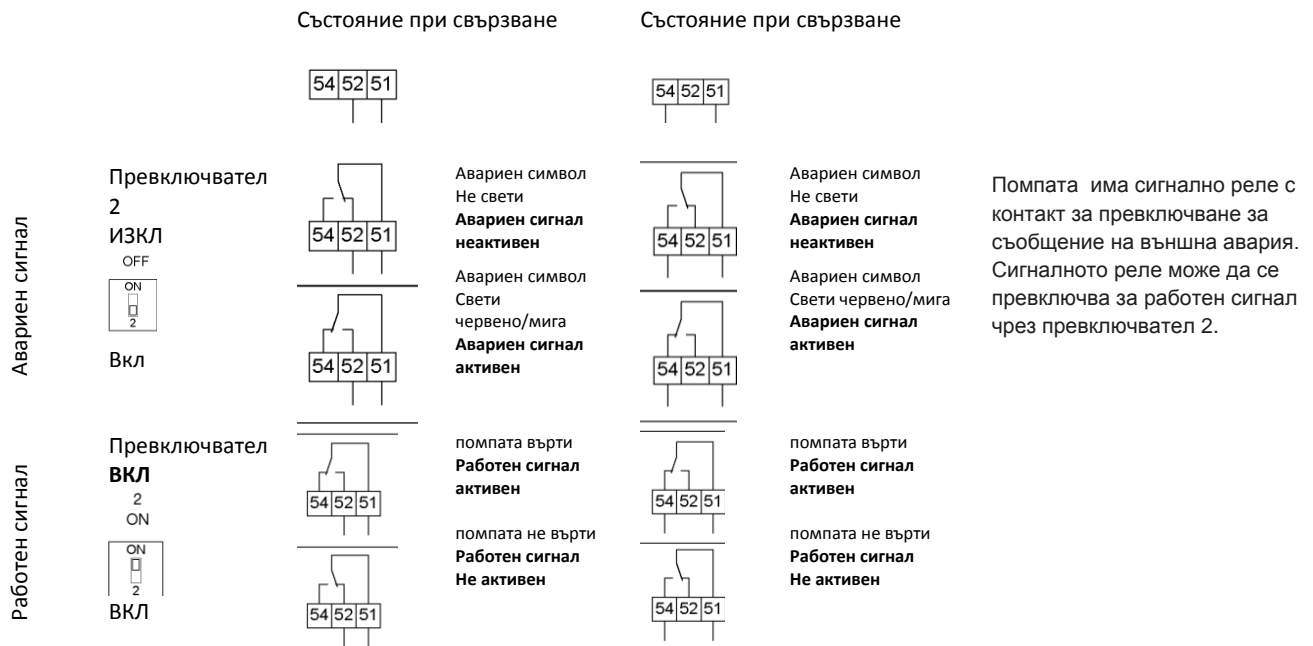 Състояние при свързване
Състояние при свързване
54 52 51
54 52 51
Авариен сигнал
Превключвател
2
ИЗКЛ
OFF
ON
2
Вкл
54 52 51
Авариен символ
Не свети
Авариен сигнал
неактивен
54 52 51
Авариен символ
Свети
червено/мига
Авариен сигнал
активен
54 52 51
Авариен символ
Не свети
Авариен сигнал
неактивен
54 52 51
Авариен символ
Свети червено/мига
Авариен сигнал
активен
Помпата има сигнално реле с
контакт за превключване за
съобщение на външна авария.
Сигналното реле може да се
превключва за работен сигнал
чрез превключвател 2.
Работен сигнал
Превключвател
ВКЛ
2
ON
ON
2
ВКЛ
54 52 51
помпата върти
Работен сигнал
активен
54 52 51
помпата не върти
Работен сигнал
Не активен
54 52 51
помпата върти
Работен сигнал
активен
54 52 51
помпата не върти
Работен сигнал
Не активен